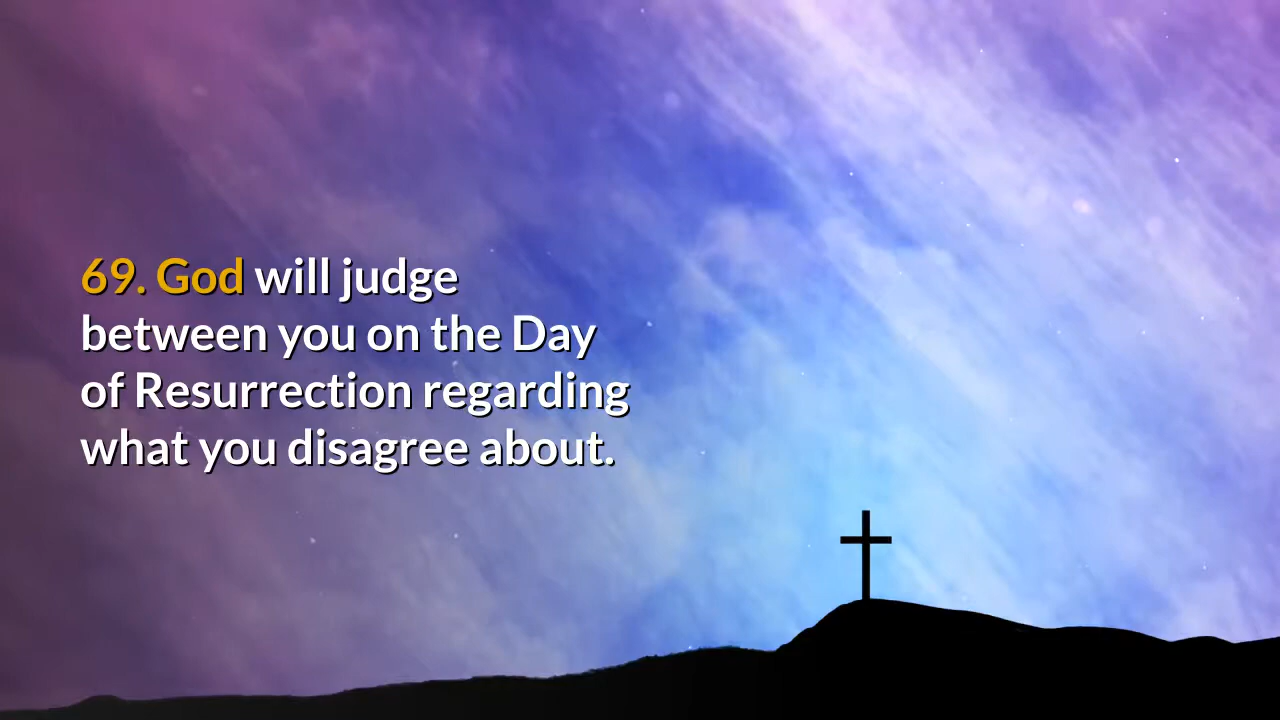 69. God will judge
between you on the Day
of Resurrection regarding
what you disagree about.